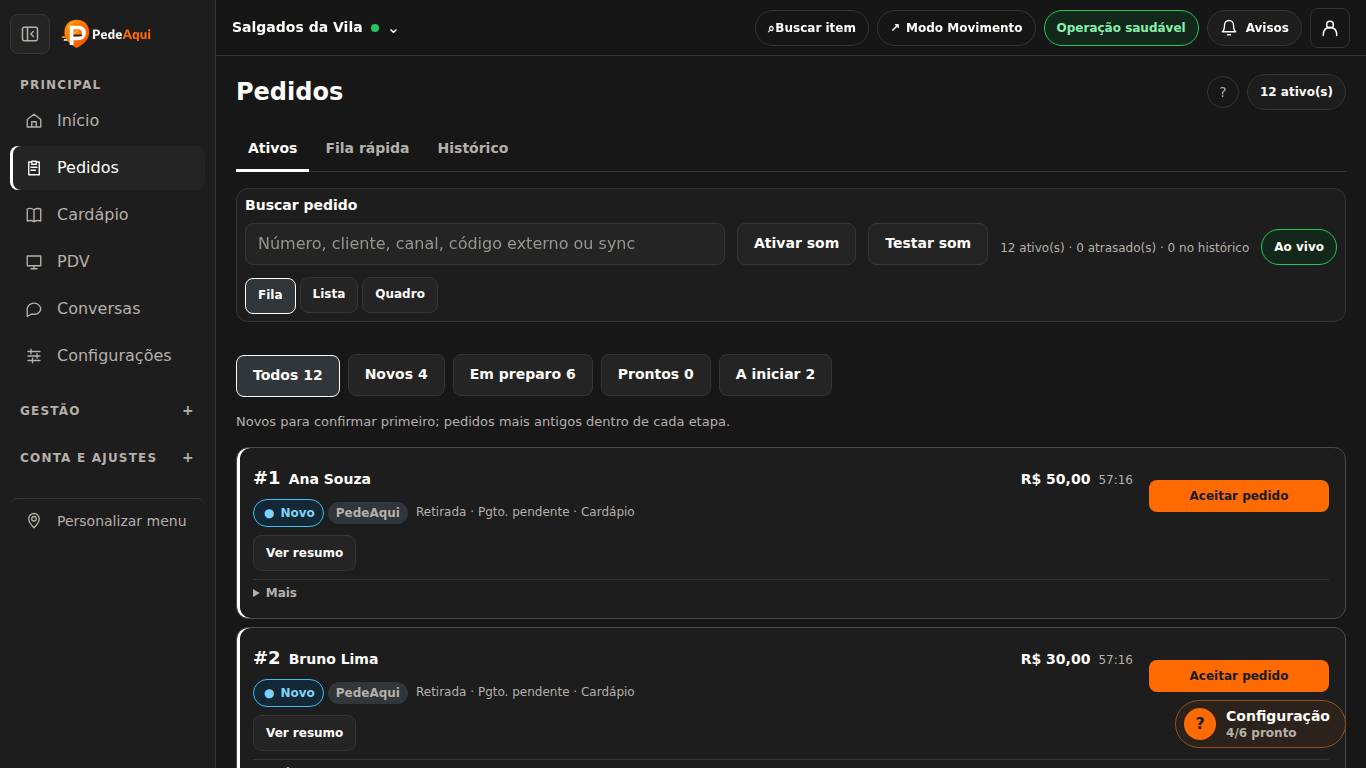 PedeAqui
PRINCIPAL
Início
Pedidos
Cardápio
PDV
Conversas
Configurações
GESTÃO +
CONTA E AJUSTES +
Personalizar menu
Salgados da Vila
Buscar item
Modo Movimento
Operação saudável
Avisos
Pedidos
?
12 ativo(s)
Ativos Fila rápida Histórico
Buscar pedido
Número, cliente, canal, código externo ou sync
Ativar som
Testar som
12 ativo(s) · 0 atrasado(s) · 0 no histórico
Ao vivo
Fila Lista Quadro
Todos 12 Novos 4 Em preparo 6 Prontos 0 A iniciar 2
Novos para confirmar primeiro; pedidos mais antigos dentro de cada etapa.
#1 Ana Souza R$ 50,00 57:16
Aceitar pedido
Novo PedeAqui Retirada · Pgto. pendente · Cardápio
Ver resumo
Mais
#2 Bruno Lima R$ 30,00 57:16
Aceitar pedido
Novo PedeAqui Retirada · Pgto. pendente · Cardápio
Ver resumo
? Configuração
4/6 pronto